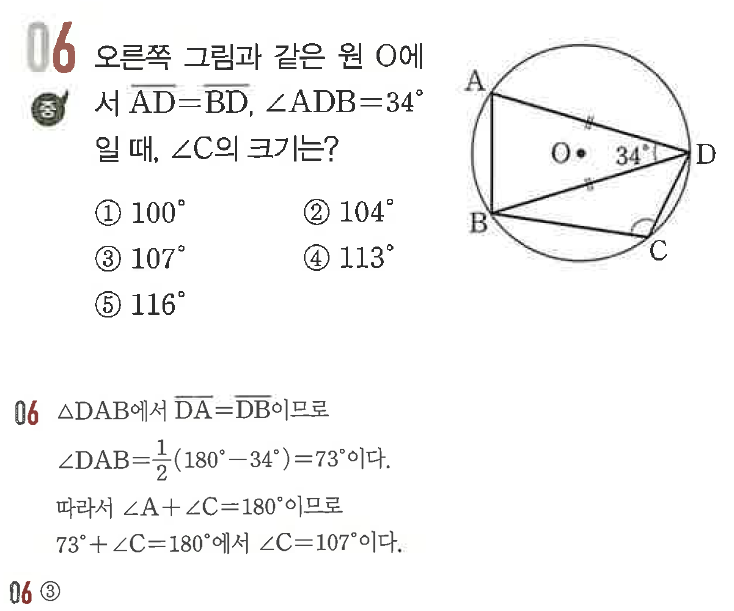 06 오른쪽 그림과 같은 원 O에
중 서 AD=BD, ∠ADB=34°
일 때, ∠C의 크기는?
① 100° ② 104°
③ 107° ④ 113°
⑤ 116°
A
O
34°
D
B
C
06 △DAB에서 DA=DB이므로
∠DAB=1/2(180°-34°)=73°이다.
따라서 ∠A+∠C=180°이므로
73°+∠C=180°에서 ∠C=107°이다.
06 ③